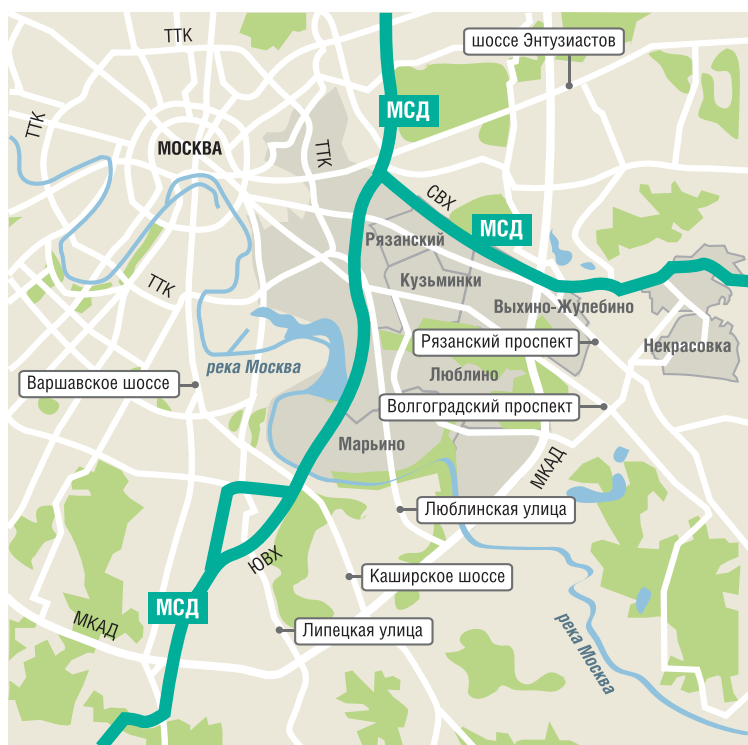 ТТК
шоссе Энтузиастов
МСД
ТТК
МОСКВА
ТТК
СВХ
МСД
Рязанский
Кузьминки
ТТК
Выхино-Жулебино
Рязанский проспект
Некрасовка
река Москва
Люблино
Варшавское шоссе
Волгоградский проспект
Марьино
МКАД
Люблинская улица
ЮВХ
Каширское шоссе
МСД
МКАД
Липецкая улица
река Москва